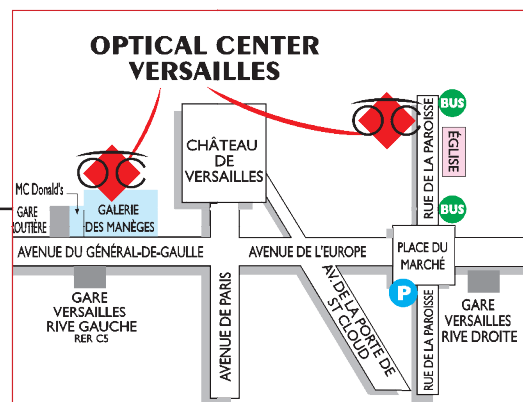 OPTICAL CENTER
VERSAILLES
BUS
RUE DE LA PAROISSE
ÉGLISE
CHÂTEAU
DE
VERSAILLES
MC Donald's
GARE
OUTIÈRE
GALERIE
DES MANÈGES
BUS
AVENUE DU GÉNÉRAL-DE-GAULLE
AVENUE DE L'EUROPE
PLACE DU
MARCHÉ
GARE
VERSAILLES
RIVE GAUCHE
RER C5
AVENUE DE PARIS
AV. DE LA PORTE DE
ST CLOUD
P
RUE DE LA PAROISSE
GARE
VERSAILLES
RIVE DROITE